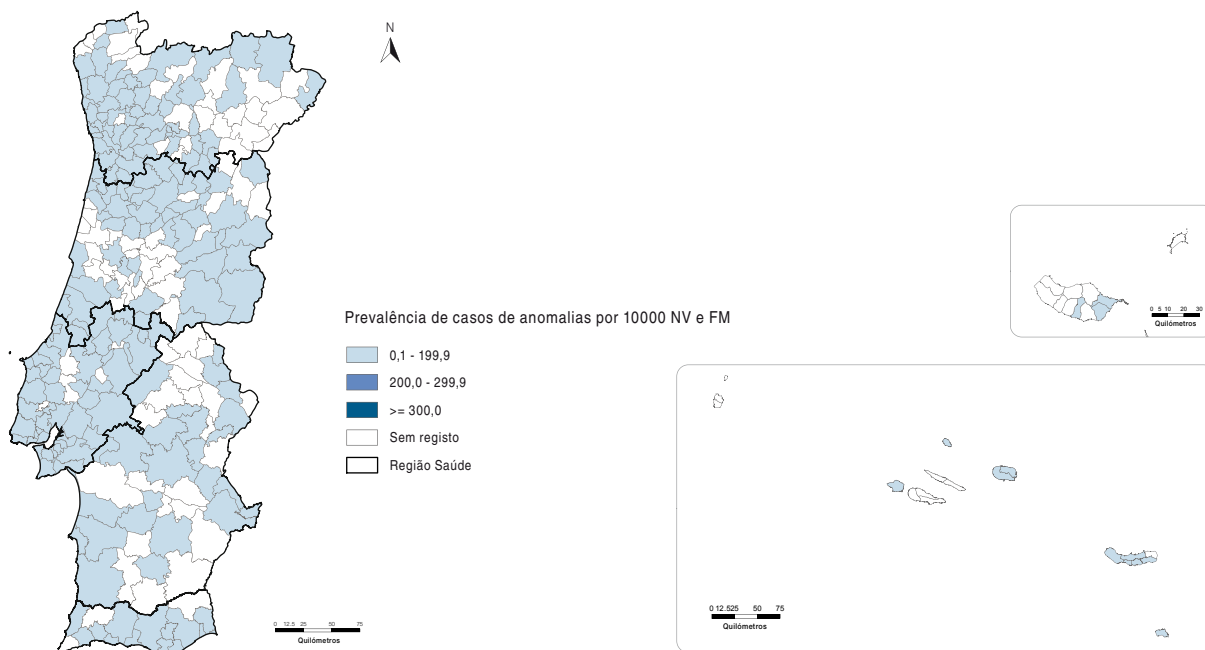 N
Prevalência de casos de anomalias por 10000 NV e FM
0,1 - 199,9
200,0 - 299,9
>= 300,0
Sem registo
Região Saúde
0 5 10 20 30
Quilómetros
0 12.525 50 75
Quilómetros
0 12,5 25 50 75
Quilómetros